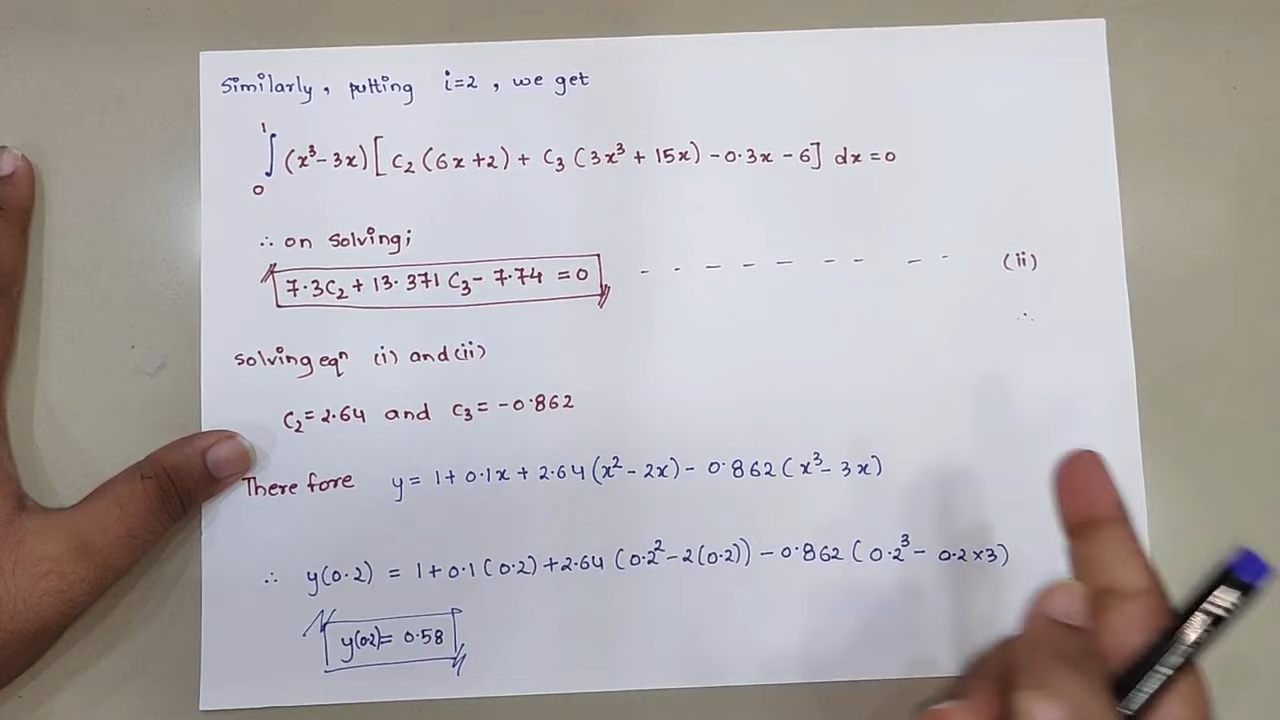 Similarly, putting i=2, we get
∫₀¹ (x³ - 3x) [ C₂ (6x+2) + C₃ (3x³ + 15x) - 0.3x - 6 ] dx = 0
∴ on solving;
7.3C₂ + 13.371 C₃ - 7.74 = 0 - - - - - - - - - (ii)
∴
Solving eqⁿ (i) and (ii)
C₂ = 2.64 and C₃ = -0.862
There fore y = 1 + 0.1x + 2.64 (x² - 2x) - 0.862 (x³ - 3x)
∴ y(0.2) = 1 + 0.1 (0.2) + 2.64 (0.2² - 2(0.2)) - 0.862 (0.2³ - 0.2×3)
y(0.2) = 0.58